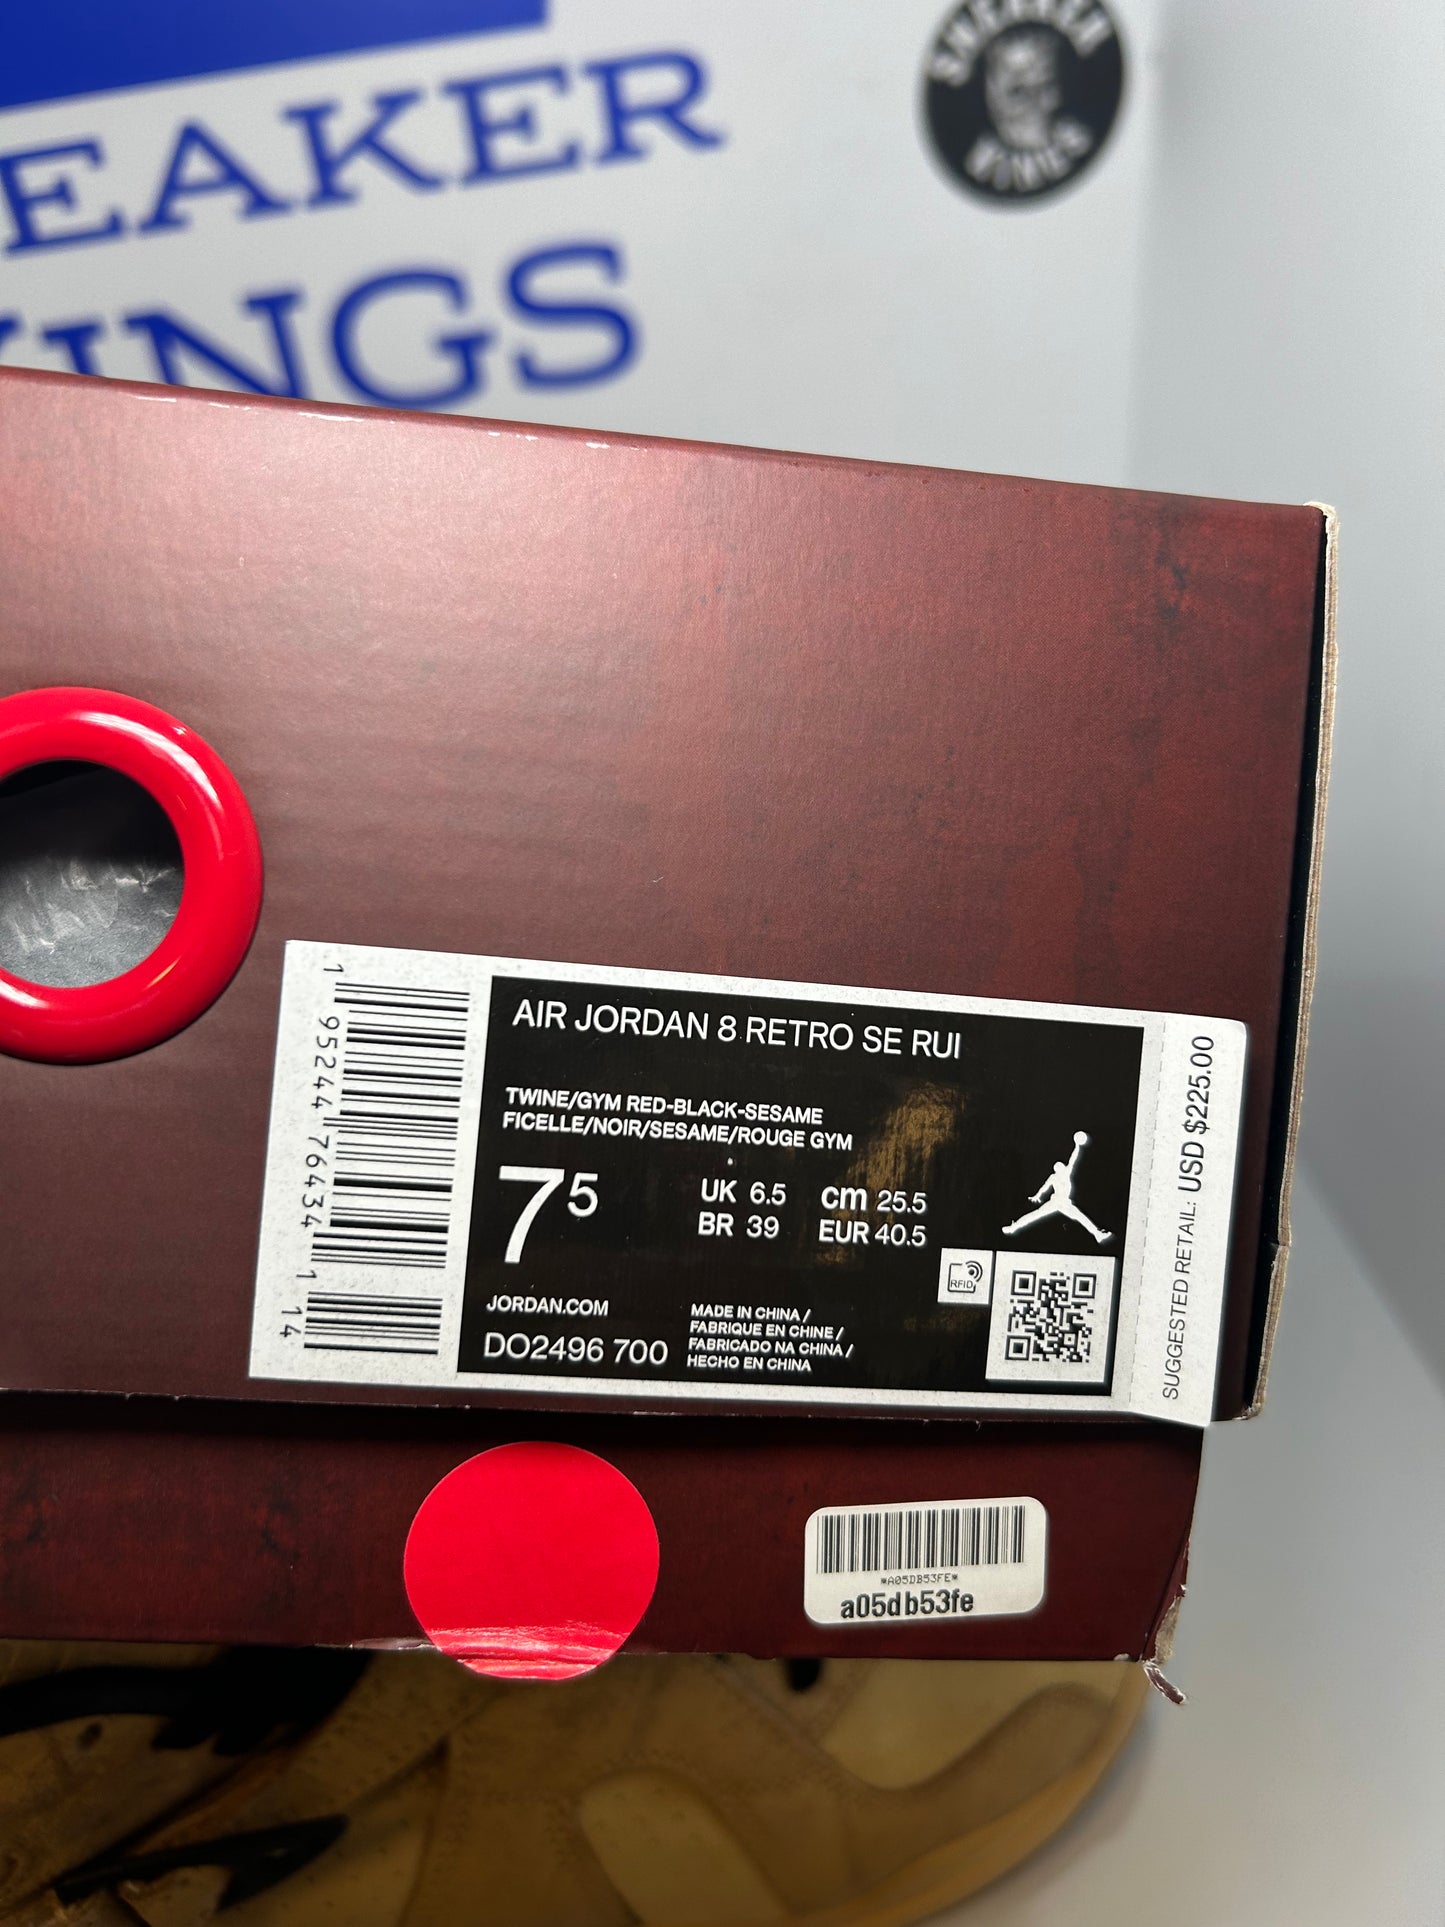 SNEAKER
EAKER
KINGS
AIR JORDAN 8 RETRO SE RUI
TWINE/GYM RED-BLACK-SESAME
FICELLE/NOIR/SESAME/ROUGE GYM
7⁵
UK 6.5 cm 25.5
BR 39 EUR 40.5
RFID
JORDAN.COM
DO2496 700
MADE IN CHINA /
FABRIQUE EN CHINE /
FABRICADO NA CHINA /
HECHO EN CHINA
1 95244 76434 1 14
SUGGESTED RETAIL: USD $225.00
*A05DB53FE*
a05db53fe